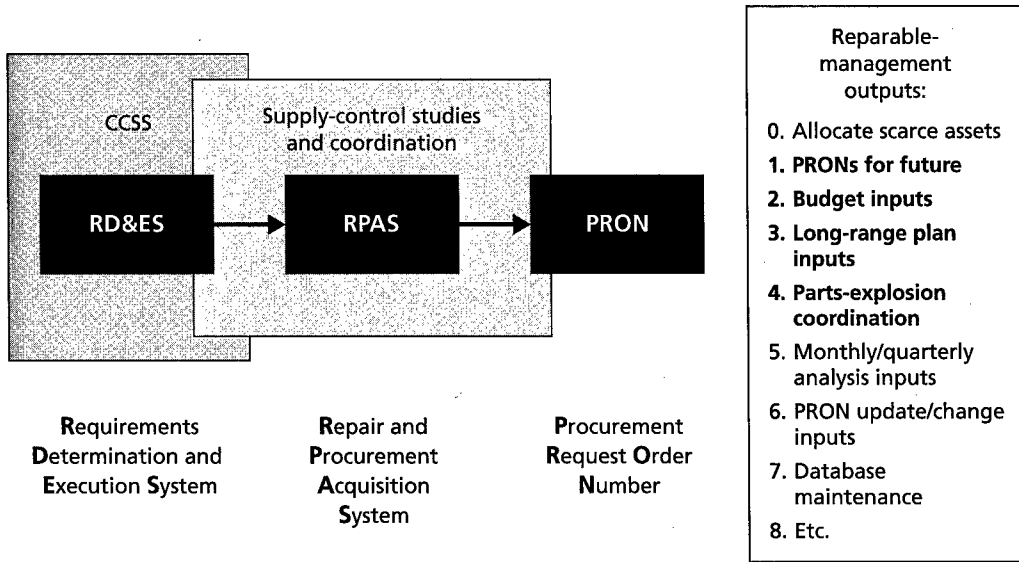 CCSS
Supply-control studies
and coordination
RD&ES
RPAS
PRON
Requirements
Determination and
Execution System
Repair and
Procurement
Acquisition
System
Procurement
Request Order
Number
Reparable-
management
outputs:
0. Allocate scarce assets
1. PRONs for future
2. Budget inputs
3. Long-range plan
inputs
4. Parts-explosion
coordination
5. Monthly/quarterly
analysis inputs
6. PRON update/change
inputs
7. Database
maintenance
8. Etc.